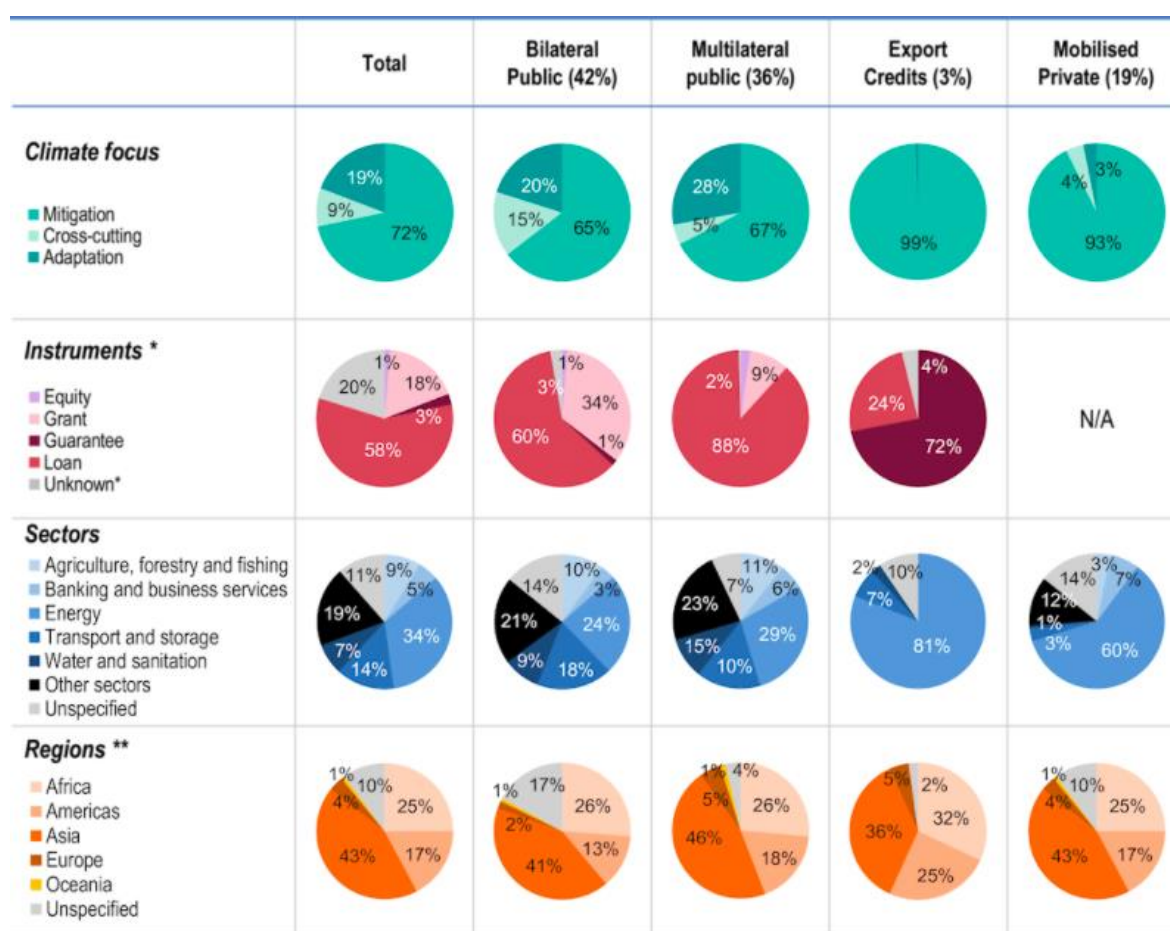 Total
Bilateral
Public (42%)
Multilateral
public (36%)
Export
Credits (3%)
Mobilised
Private (19%)
Climate focus
Mitigation
Cross-cutting
Adaptation
19%
9%
72%
20%
15%
65%
28%
5%
67%
99%
3%
4%
93%
Instruments *
Equity
Grant
Guarantee
Loan
Unknown*
1%
20%
18%
3%
58%
1%
3%
34%
60%
1%
2%
9%
88%
4%
24%
72%
N/A
Sectors
Agriculture, forestry and fishing
Banking and business services
Energy
Transport and storage
Water and sanitation
Other sectors
Unspecified
11%
9%
5%
19%
34%
7%
14%
14%
10%
3%
21%
24%
9%
18%
7%
11%
6%
23%
29%
15%
10%
2%
10%
7%
81%
3%
14%
7%
12%
1%
3%
60%
Regions **
Africa
Americas
Asia
Europe
Oceania
Unspecified
1%
10%
4%
25%
43%
17%
17%
1%
26%
2%
41%
13%
1%
4%
5%
26%
46%
18%
5%
2%
32%
36%
25%
1%
10%
4%
25%
43%
17%